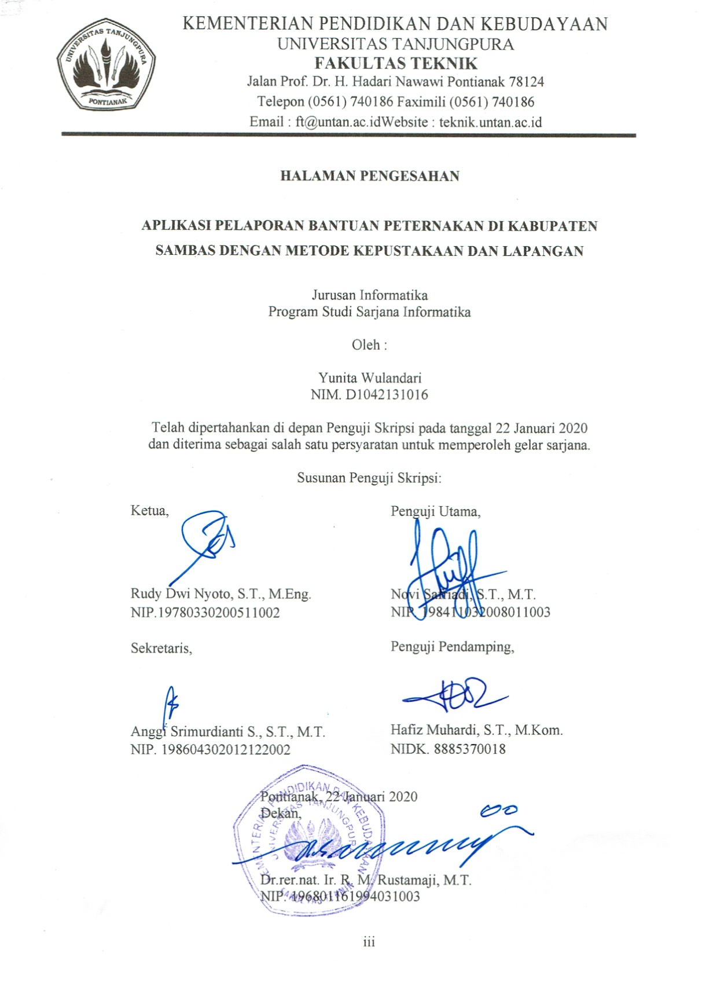 KEMENTERIAN PENDIDIKAN DAN KEBUDAYAAN
UNIVERSITAS TANJUNGPURA
FAKULTAS TEKNIK
Jalan Prof. Dr. H. Hadari Nawawi Pontianak 78124
Telepon (0561) 740186 Faximili (0561) 740186
Email : ft@untan.ac.idWebsite : teknik.untan.ac.id
UNIVERSITAS TANJUNGPURA
PONTIANAK
HALAMAN PENGESAHAN
APLIKASI PELAPORAN BANTUAN PETERNAKAN DI KABUPATEN
SAMBAS DENGAN METODE KEPUSTAKAAN DAN LAPANGAN
Jurusan Informatika
Program Studi Sarjana Informatika
Oleh :
Yunita Wulandari
NIM. D1042131016
Telah dipertahankan di depan Penguji Skripsi pada tanggal 22 Januari 2020
dan diterima sebagai salah satu persyaratan untuk memperoleh gelar sarjana.
Susunan Penguji Skripsi:
Ketua,
Rudy Dwi Nyoto, S.T., M.Eng.
NIP.19780330200511002
Penguji Utama,
Novi Safriadi, S.T., M.T.
NIP. 198411032008011003
Sekretaris,
Anggi Srimurdianti S., S.T., M.T.
NIP. 198604302012122002
Penguji Pendamping,
Hafiz Muhardi, S.T., M.Kom.
NIDK. 8885370018
Pontianak, 22 Januari 2020
Dekan,
Dr.rer.nat. Ir. R. M. Rustamaji, M.T.
NIP. 196801161994031003
KEMENTERIAN PENDIDIKAN DAN KEBUDAYAAN
UNIVERSITAS TANJUNGPURA
FAKULTAS TEKNIK
iii